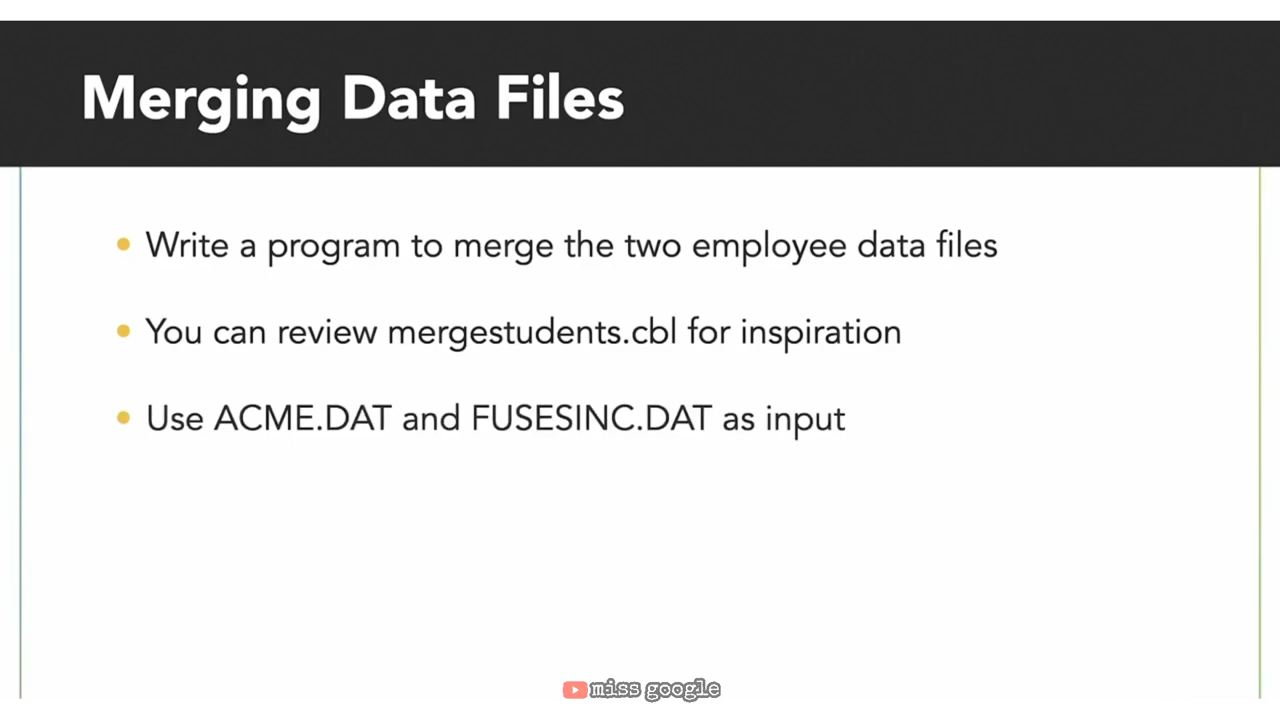 Merging Data Files
• Write a program to merge the two employee data files
• You can review mergestudents.cbl for inspiration
• Use ACME.DAT and FUSESINC.DAT as input
miss google